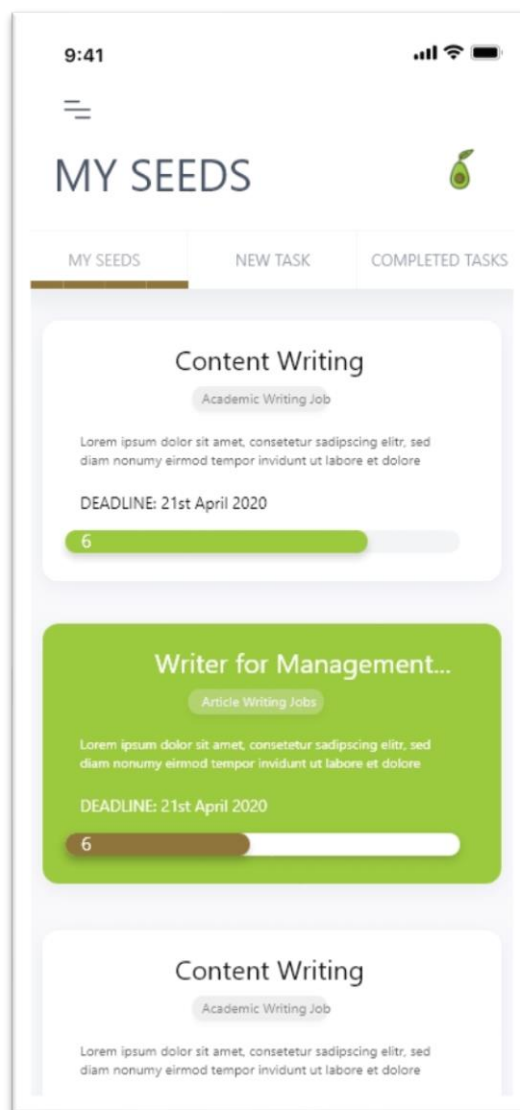 9:41
MY SEEDS
MY SEEDS NEW TASK COMPLETED TASKS
Content Writing
Academic Writing Job
Lorem ipsum dolor sit amet, consetetur sadipscing elitr, sed
diam nonumy eirmod tempor invidunt ut labore et dolore
DEADLINE: 21st April 2020
6
Writer for Management...
Article Writing Jobs
Lorem ipsum dolor sit amet, consetetur sadipscing elitr, sed
diam nonumy eirmod tempor invidunt ut labore et dolore
DEADLINE: 21st April 2020
6
Content Writing
Academic Writing Job
Lorem ipsum dolor sit amet, consetetur sadipscing elitr, sed
diam nonumy eirmod tempor invidunt ut labore et dolore